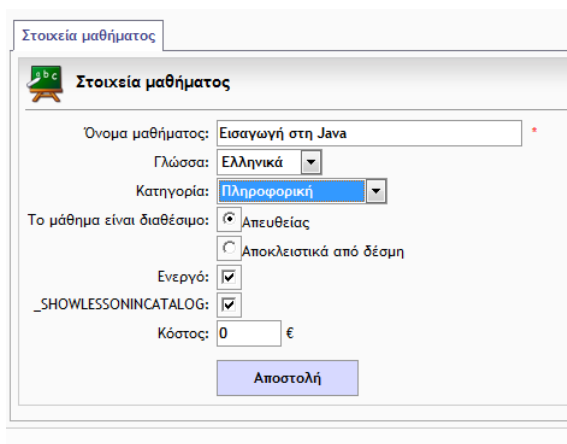 Στοιχεία μαθήματος
abc
Στοιχεία μαθήματος
Όνομα μαθήματος: Εισαγωγή στη Java *
Γλώσσα: Ελληνικά
Κατηγορία: Πληροφορική
Το μάθημα είναι διαθέσιμο: Απευθείας
Αποκλειστικά από δέσμη
Ενεργό:
_SHOWLESSONINCATALOG:
Κόστος: 0 €
Αποστολή